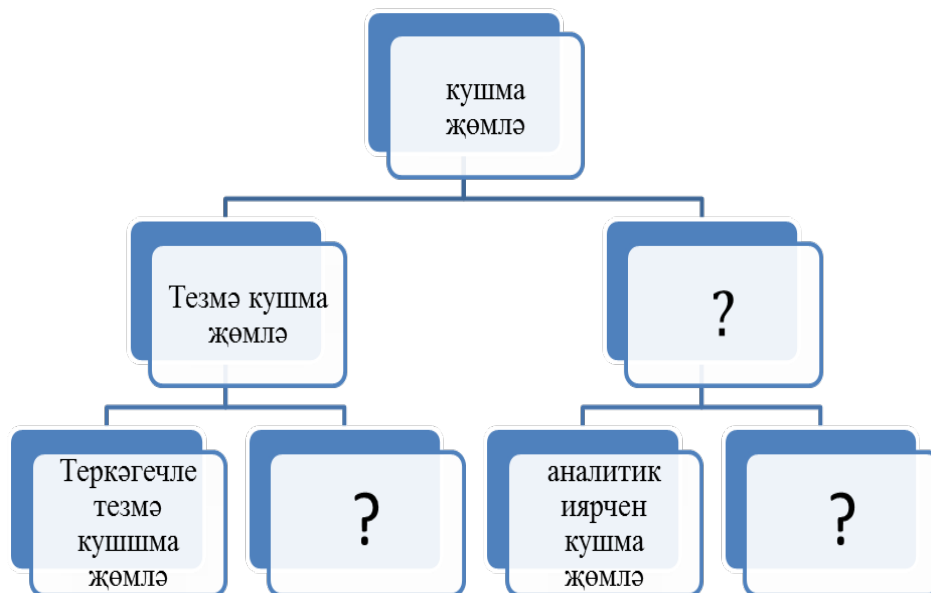 кушма
җөмлә
Тезмә кушма
җөмлә
?
Теркәгечле
тезмә
кушшма
җөмлә
?
аналитик
иярчен
кушма
җөмлә
?